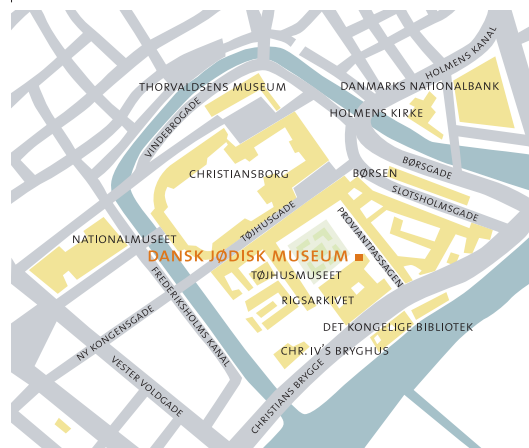 HOLMENS KANAL
THORVALDSENS MUSEUM
DANMARKS NATIONALBANK
HOLMENS KIRKE
VINDEBROGADE
BØRSGADE
CHRISTIANSBORG
BØRSEN
SLOTSHOLMSGADE
TØJHUSGADE
PROVIANTPASSAGEN
NATIONALMUSEET
DANSK JØDISK MUSEUM
TØJHUSMUSEET
FREDERIKSHOLMS KANAL
RIGSARKIVET
NY KONGENSGADE
DET KONGELIGE BIBLIOTEK
CHR. IV'S BRYGHUS
VESTER VOLDGADE
CHRISTIANS BRYGGE